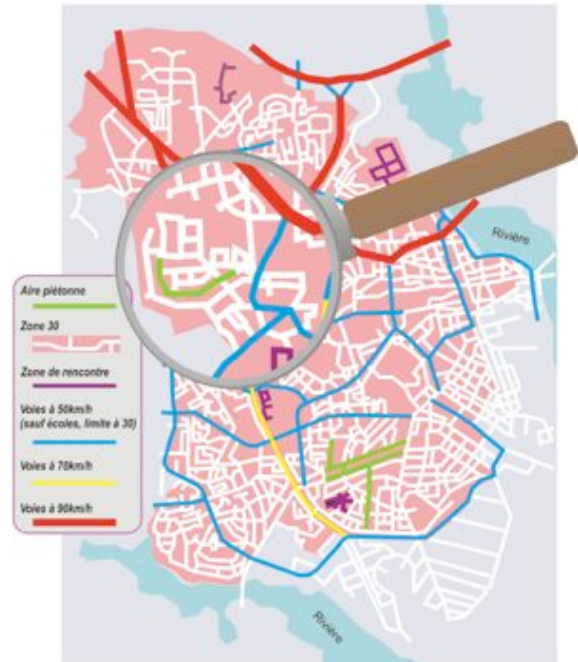 Rivière
Aire piétonne
Zone 30
Zone de rencontre
Voies à 50km/h
(sauf écoles, limite à 30)
Voies à 70km/h
Voies à 90km/h
Rivière